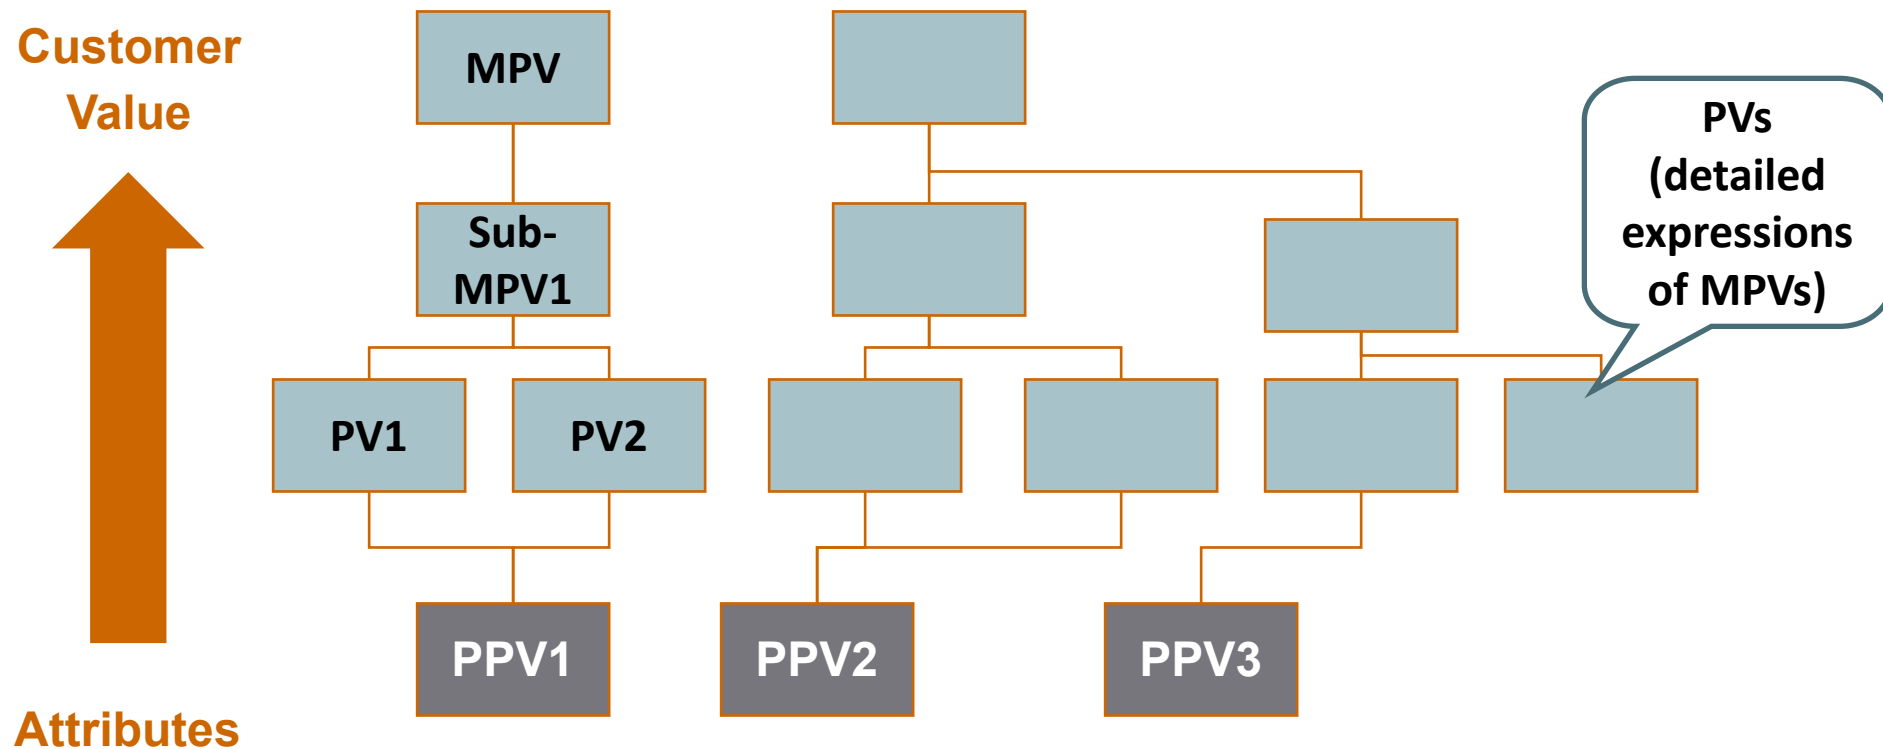 Customer
Value
MPV
PVs
(detailed
expressions
of MPVs)
Sub-
MPV1
PV1
PV2
PPV1
PPV2
PPV3
Attributes